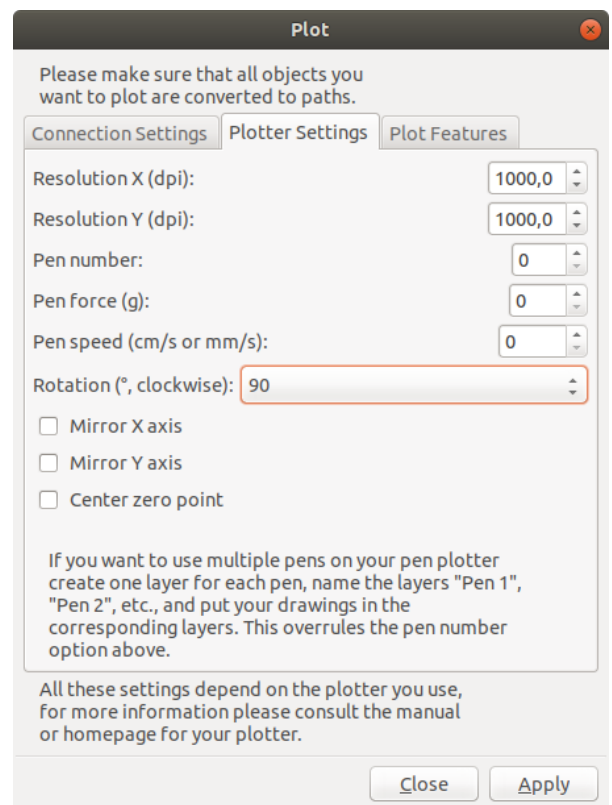 Plot
Please make sure that all objects you
want to plot are converted to paths.
Connection Settings Plotter Settings Plot Features
Resolution X (dpi): 1000,0
Resolution Y (dpi): 1000,0
Pen number: 0
Pen force (g): 0
Pen speed (cm/s or mm/s): 0
Rotation (°, clockwise): 90
Mirror X axis
Mirror Y axis
Center zero point
If you want to use multiple pens on your pen plotter
create one layer for each pen, name the layers "Pen 1",
"Pen 2", etc., and put your drawings in the
corresponding layers. This overrules the pen number
option above.
All these settings depend on the plotter you use,
for more information please consult the manual
or homepage for your plotter.
Close Apply